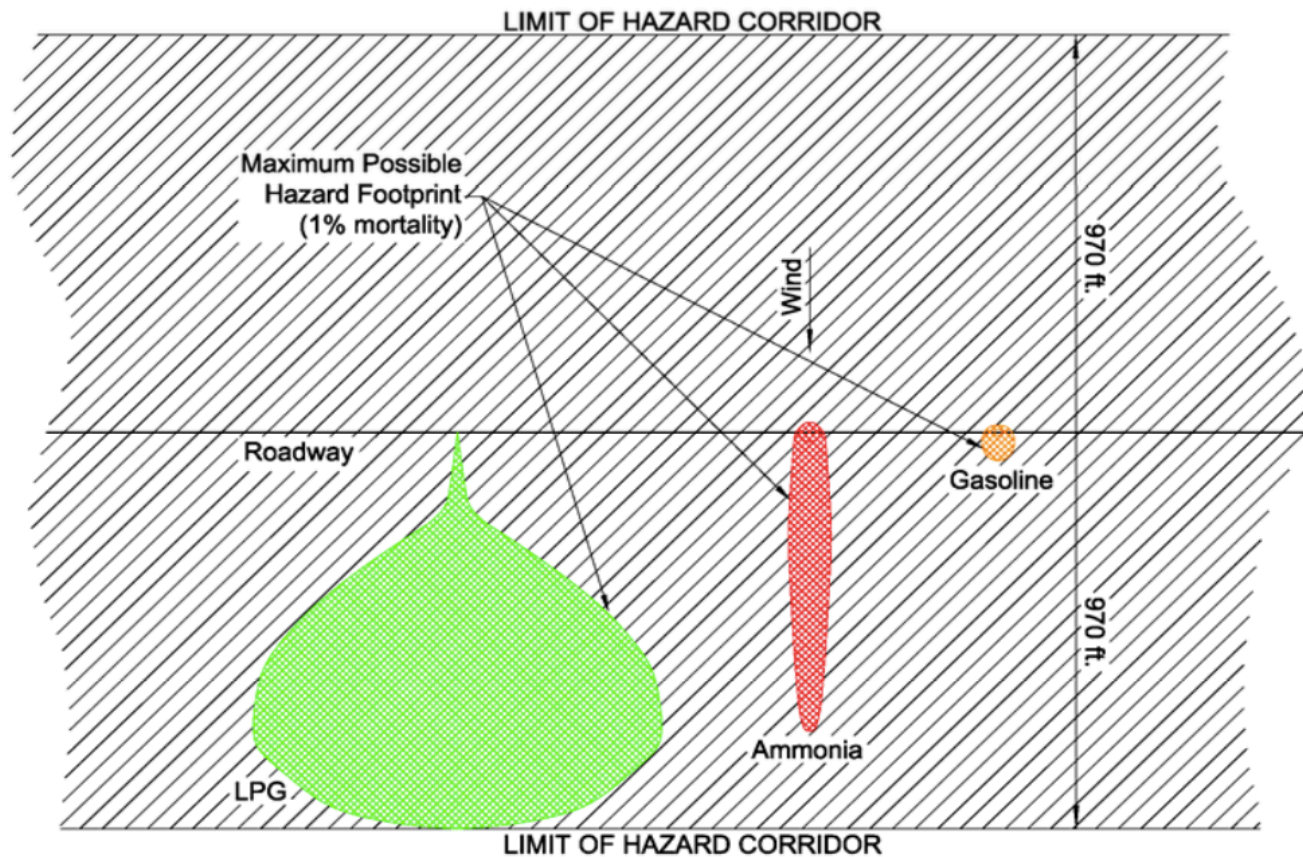 LIMIT OF HAZARD CORRIDOR
Maximum Possible
Hazard Footprint
(1% mortality)
Wind
970 ft.
Roadway
Gasoline
970 ft.
Ammonia
LPG
LIMIT OF HAZARD CORRIDOR